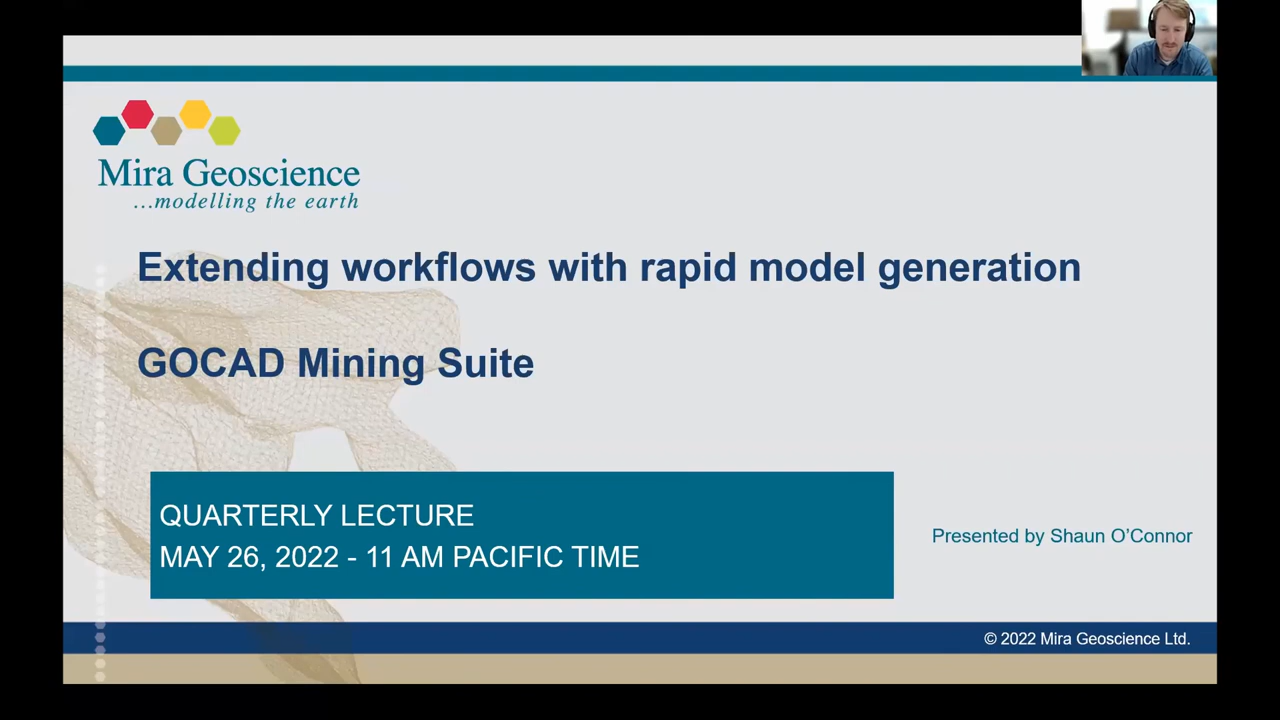 Mira Geoscience
...modelling the earth
Extending workflows with rapid model generation
GOCAD Mining Suite
QUARTERLY LECTURE
MAY 26, 2022 - 11 AM PACIFIC TIME
Presented by Shaun O'Connor
© 2022 Mira Geoscience Ltd.